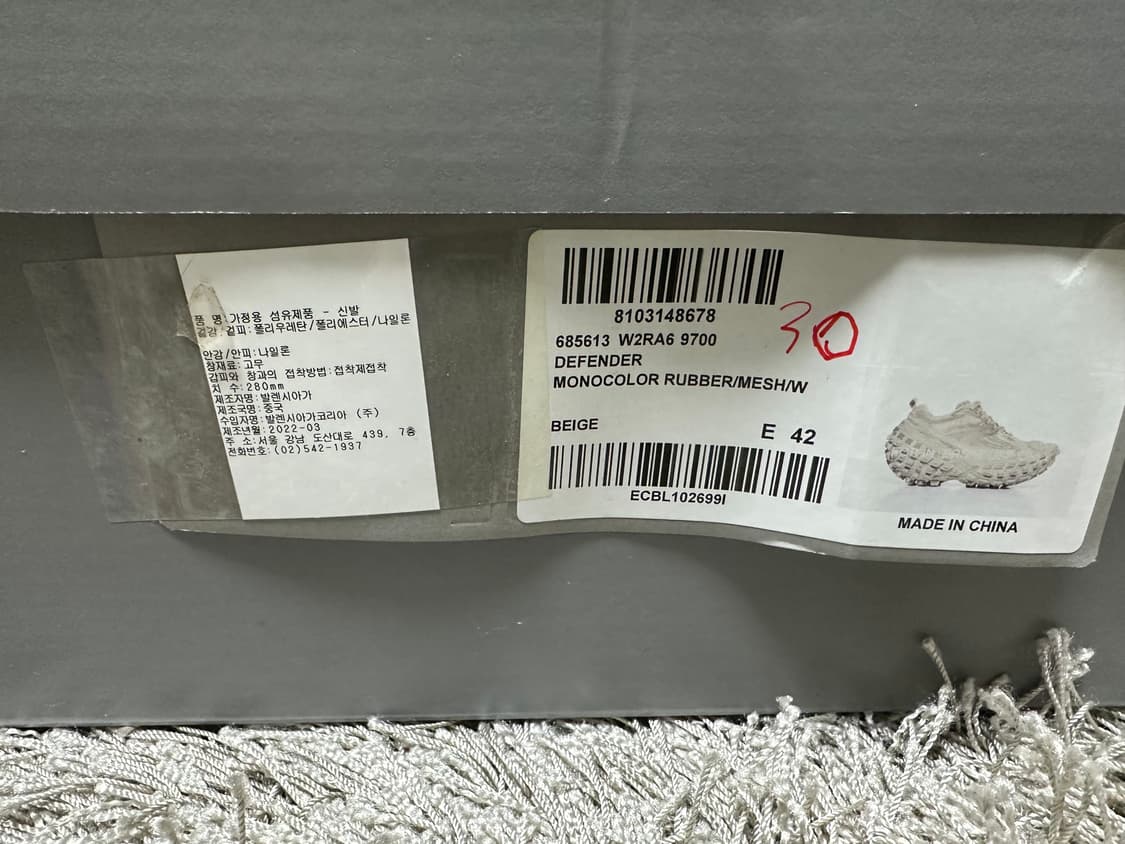 품 명:가정용 섬유제품 - 신발
겉감/겉피:폴리우레탄/폴리에스터/나일론
안감/안피:나일론
창재료:고무
갑피와 창과의 접착방법:접착제접착
치 수:280mm
제조자명:발렌시아가
제조국명:중국
수입자명:발렌시아가코리아 (주)
제조년월:2022-03
주 소:서울 강남 도산대로 439, 7층
전화번호:(02)542-1937
8103148678
30
685613 W2RA6 9700
DEFENDER
MONOCOLOR RUBBER/MESH/W
BEIGE
E 42
ECBL102699I
MADE IN CHINA